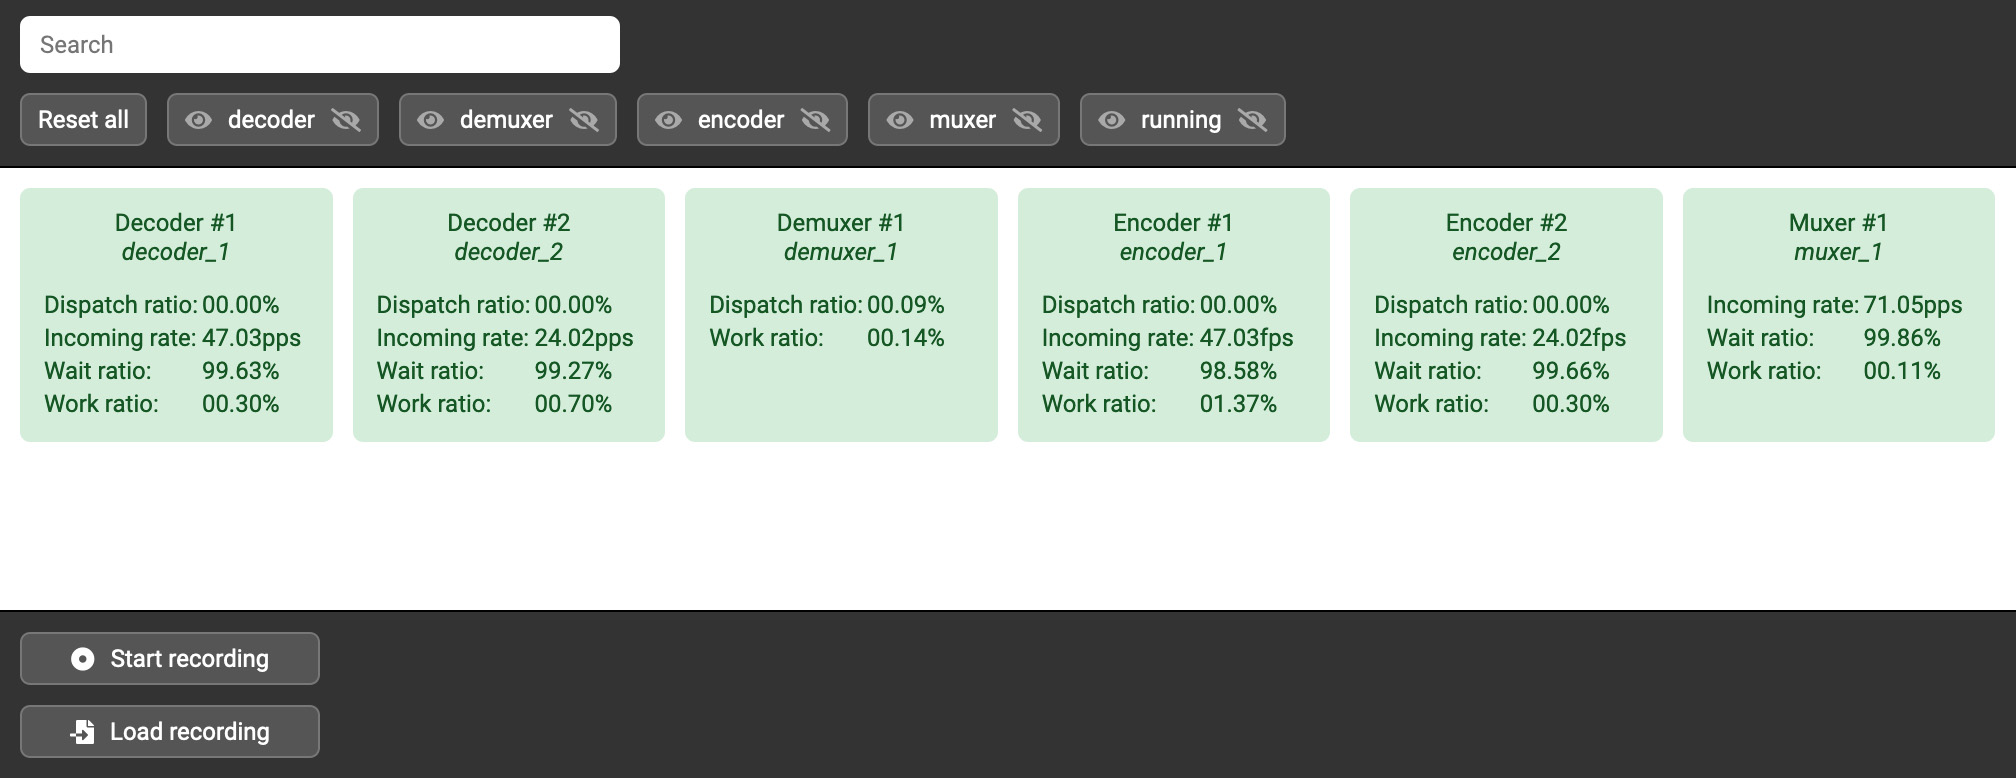 Search
Reset all
decoder
demuxer
encoder
muxer
running
Decoder #1
decoder_1
Dispatch ratio: 00.00%
Incoming rate: 47.03pps
Wait ratio: 99.63%
Work ratio: 00.30%
Decoder #2
decoder_2
Dispatch ratio: 00.00%
Incoming rate: 24.02pps
Wait ratio: 99.27%
Work ratio: 00.70%
Demuxer #1
demuxer_1
Dispatch ratio: 00.09%
Work ratio: 00.14%
Encoder #1
encoder_1
Dispatch ratio: 00.00%
Incoming rate: 47.03fps
Wait ratio: 98.58%
Work ratio: 01.37%
Encoder #2
encoder_2
Dispatch ratio: 00.00%
Incoming rate: 24.02fps
Wait ratio: 99.66%
Work ratio: 00.30%
Muxer #1
muxer_1
Incoming rate: 71.05pps
Wait ratio: 99.86%
Work ratio: 00.11%
Start recording
Load recording